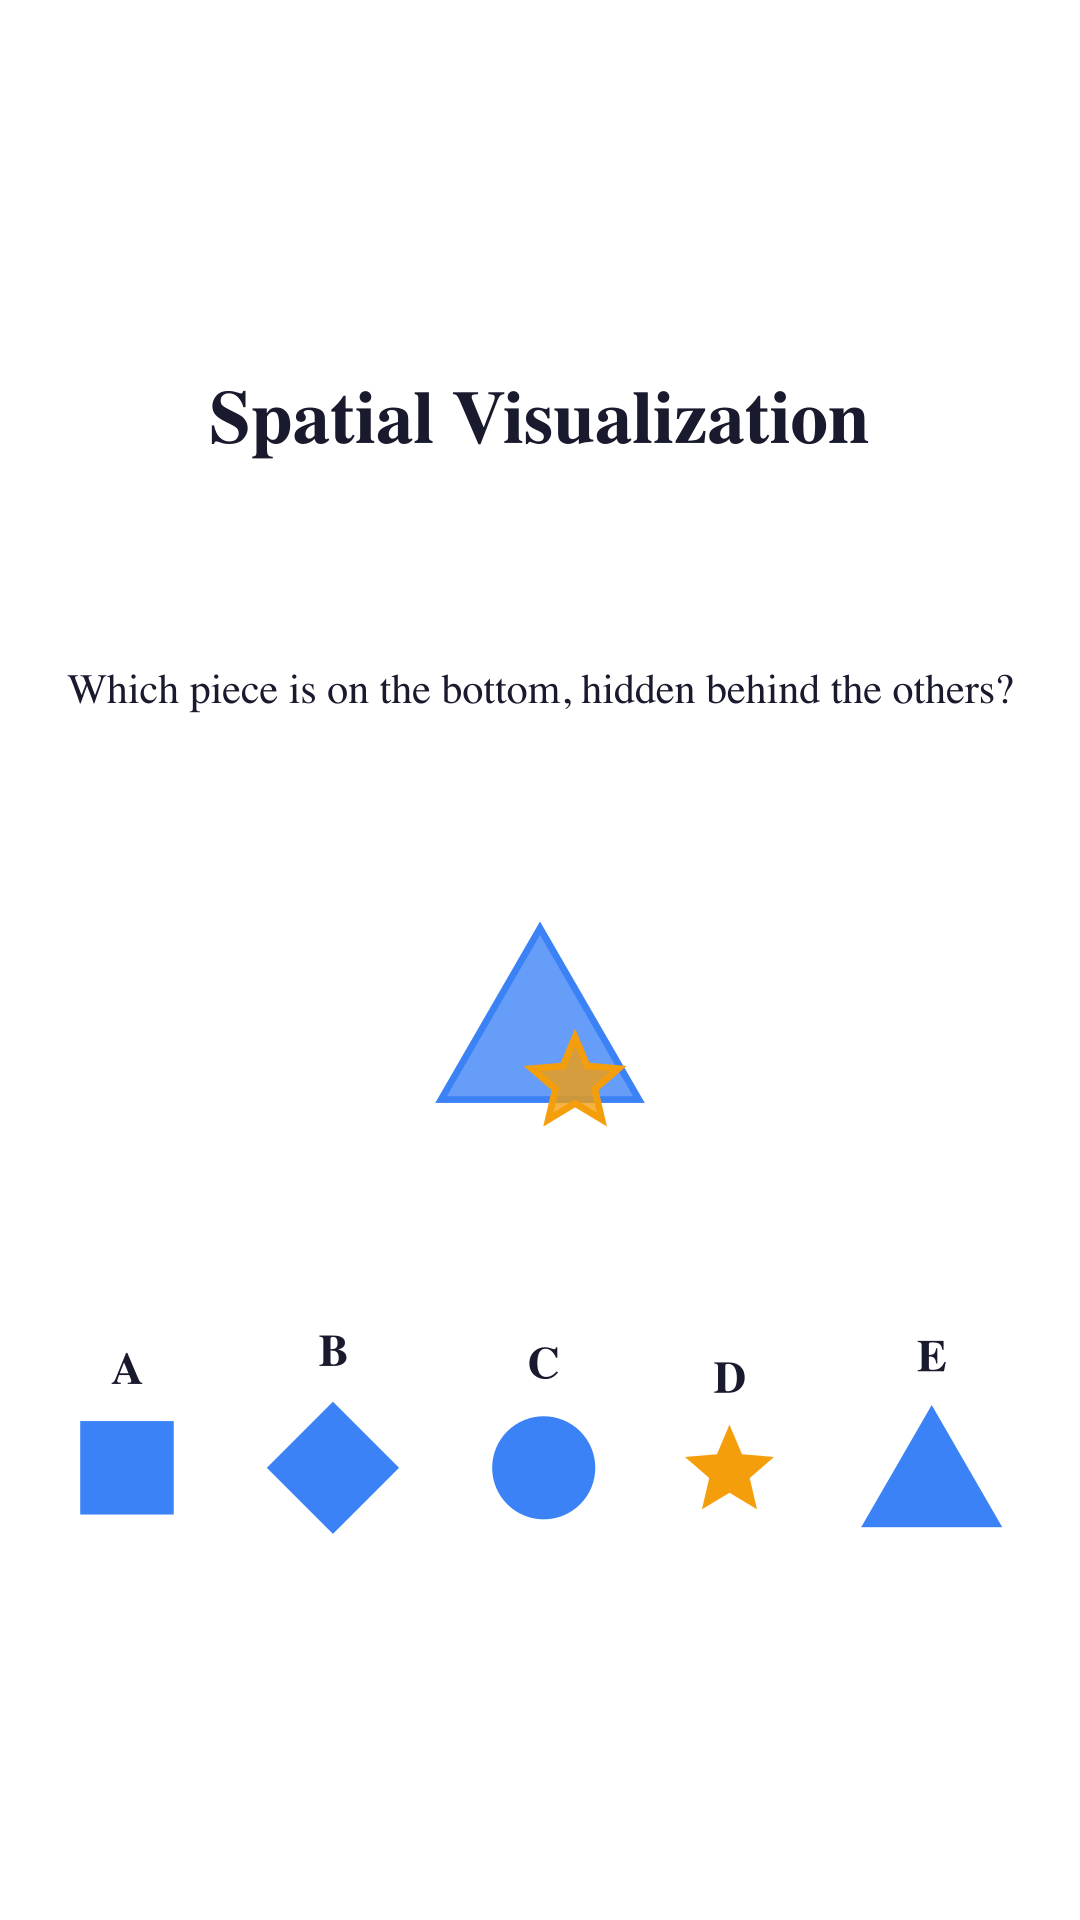 Spatial Visualization
Which piece is on the bottom, hidden behind the others?
A B C D E